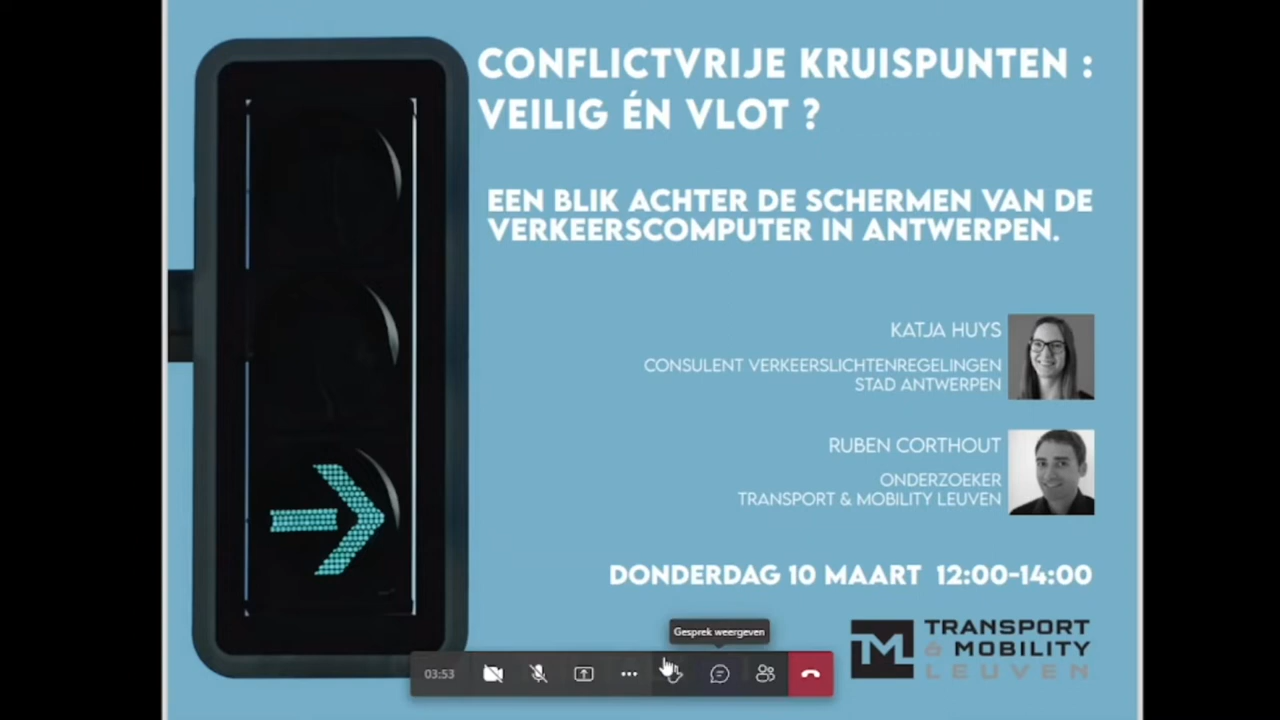 CONFLICTVRIJE KRUISPUNTEN :
VEILIG ÉN VLOT ?
EEN BLIK ACHTER DE SCHERMEN VAN DE
VERKEERSCOMPUTER IN ANTWERPEN.
KATJA HUYS
CONSULENT VERKEERSLICHTENREGELINGEN
STAD ANTWERPEN
RUBEN CORTHOUT
ONDERZOEKER
TRANSPORT & MOBILITY LEUVEN
DONDERDAG 10 MAART 12:00-14:00
Gesprek weergeven
03:53
TM
TRANSPORT
& MOBILITY
LEUVEN